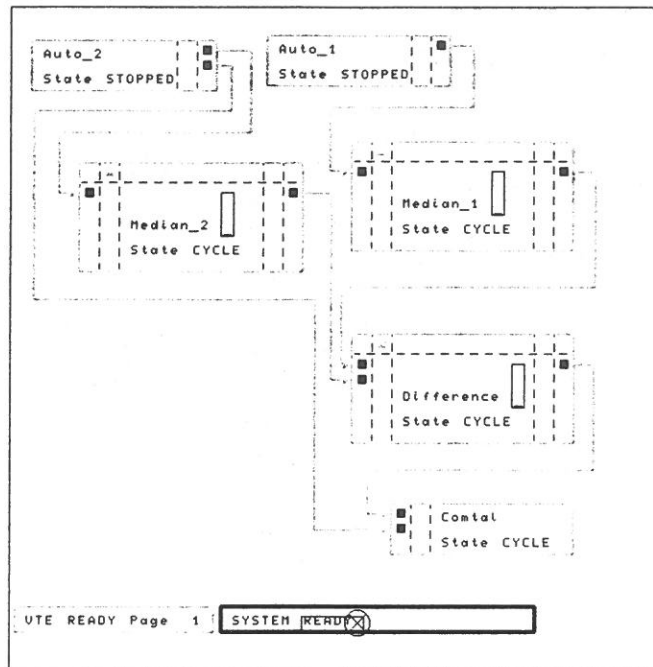 Auto_2
State STOPPED
Auto_1
State STOPPED
Median_2
State CYCLE
Median_1
State CYCLE
Difference
State CYCLE
Comtal
State CYCLE
VTE READY Page 1
SYSTEM READY